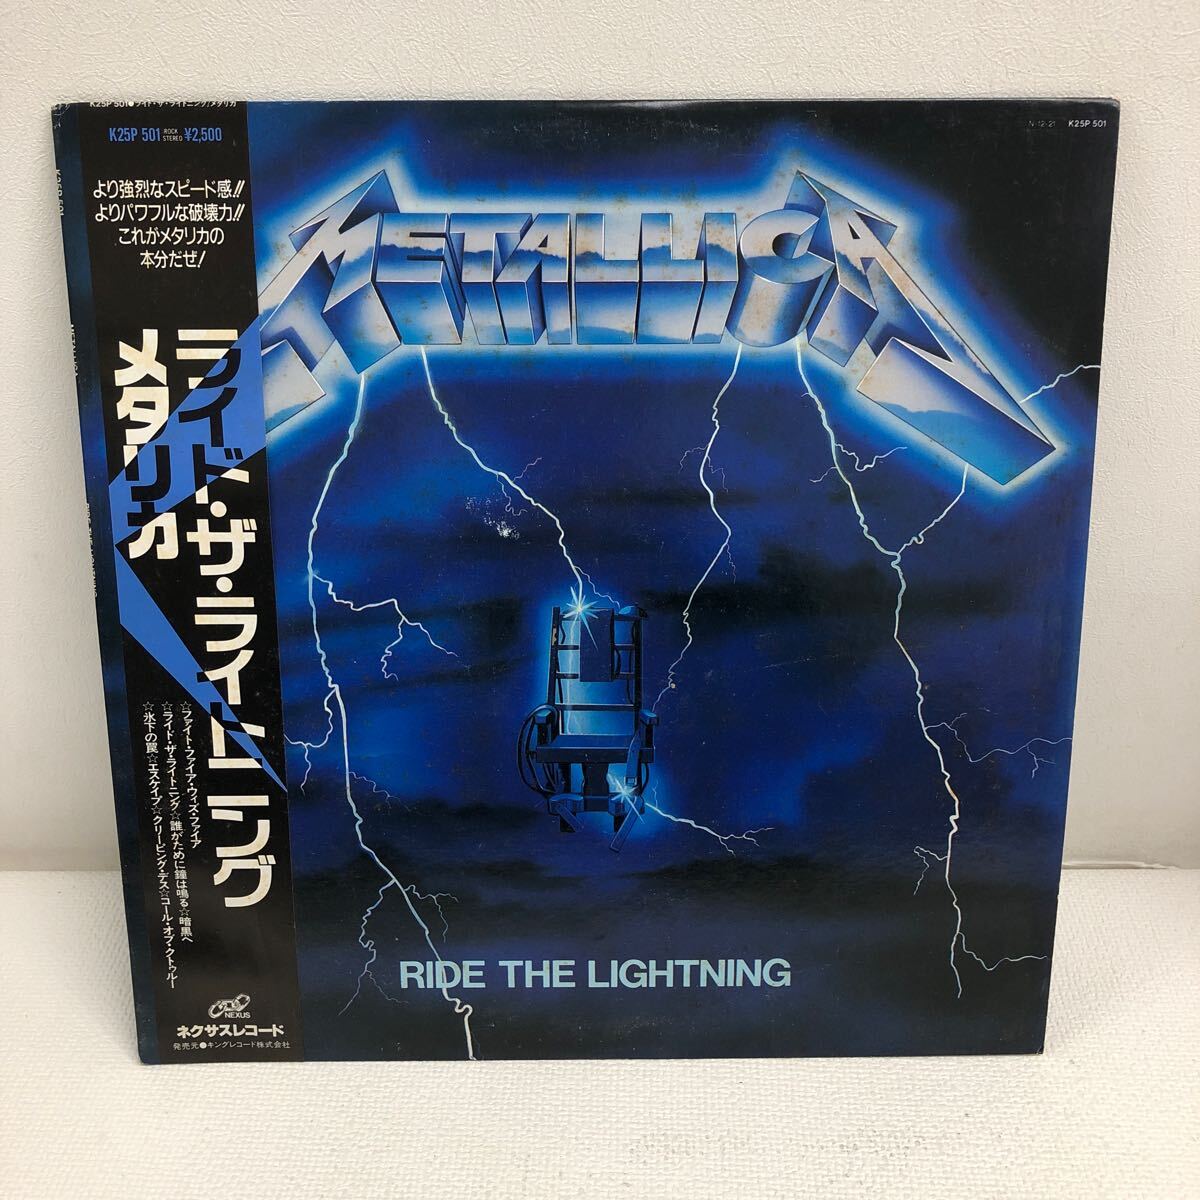 K25P 501●ライド・ザ・ライトニング/メタリカ
K25P 501 ROCK STEREO ¥2,500
より強烈なスピード感!!
よりパワフルな破壊力!!
これがメタリカの
本分だぜ!
ライド・ザ・ライトニング
メタリカ
☆ファイト・ファイア・ウィズ・ファイア
☆ライド・ザ・ライトニング☆誰がために鐘は鳴る☆暗黒へ
☆氷下の罠☆エスケイプ☆クリーピング・デス☆コール・オブ・クトゥルー
NEXUS
ネクサスレコード
発売元●キングレコード株式会社
K25P 501
N-12-21 K25P 501
METALLICA
RIDE THE LIGHTNING